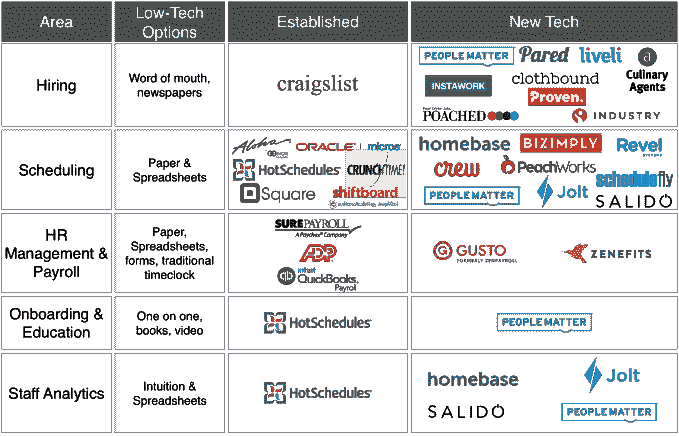 Area
Low-Tech
Options
Established
New Tech
Hiring
Word of mouth,
newspapers
craigslist
PEOPLE MATTER
Pared
liveli
a
Culinary
Agents
INSTAWORK
clothbound
Proven.
POACHED
INDUSTRY
Scheduling
Paper &
Spreadsheets
Aloha
ORACLE
micros
HotSchedules
CRUNCHTIME!
Square
shiftboard
homebase
BIZIMPLY
Revel
crew
PeachWorks
schedulefly
PEOPLE MATTER
Jolt
SALIDO
HR
Management &
Payroll
Paper,
Spreadsheets,
forms, traditional
timeclock
SUREPAYROLL
A Paychex Company
ADP
intuit
qb
QuickBooks.
Payroll
G
GUSTO
FORMERLY ZENPAYROLL
ZENEFITS
Onboarding &
Education
One on one,
books, video
HotSchedules
PEOPLE MATTER
Staff Analytics
Intuition &
Spreadsheets
HotSchedules
homebase
Jolt
SALIDO
PEOPLE MATTER